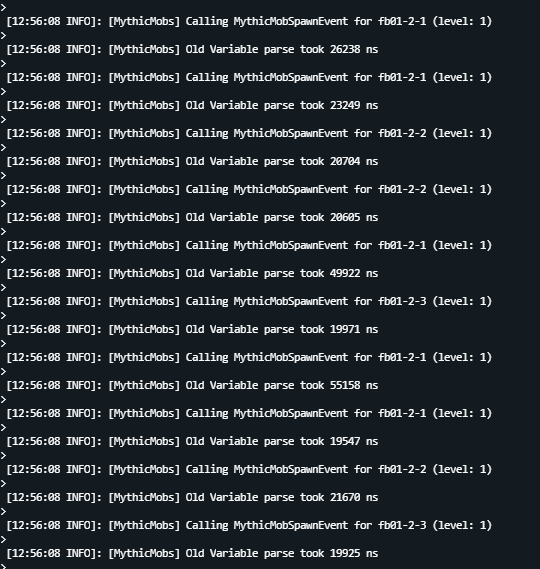 >
[12:56:08 INFO]: [MythicMobs] Calling MythicMobSpawnEvent for fb01-2-1 (level: 1)
>
[12:56:08 INFO]: [MythicMobs] Old Variable parse took 26238 ns
>
[12:56:08 INFO]: [MythicMobs] Calling MythicMobSpawnEvent for fb01-2-1 (level: 1)
>
[12:56:08 INFO]: [MythicMobs] Old Variable parse took 23249 ns
>
[12:56:08 INFO]: [MythicMobs] Calling MythicMobSpawnEvent for fb01-2-2 (level: 1)
>
[12:56:08 INFO]: [MythicMobs] Old Variable parse took 20704 ns
>
[12:56:08 INFO]: [MythicMobs] Calling MythicMobSpawnEvent for fb01-2-2 (level: 1)
>
[12:56:08 INFO]: [MythicMobs] Old Variable parse took 20605 ns
>
[12:56:08 INFO]: [MythicMobs] Calling MythicMobSpawnEvent for fb01-2-1 (level: 1)
>
[12:56:08 INFO]: [MythicMobs] Old Variable parse took 49922 ns
>
[12:56:08 INFO]: [MythicMobs] Calling MythicMobSpawnEvent for fb01-2-3 (level: 1)
>
[12:56:08 INFO]: [MythicMobs] Old Variable parse took 19971 ns
>
[12:56:08 INFO]: [MythicMobs] Calling MythicMobSpawnEvent for fb01-2-1 (level: 1)
>
[12:56:08 INFO]: [MythicMobs] Old Variable parse took 55158 ns
>
[12:56:08 INFO]: [MythicMobs] Calling MythicMobSpawnEvent for fb01-2-1 (level: 1)
>
[12:56:08 INFO]: [MythicMobs] Old Variable parse took 19547 ns
>
[12:56:08 INFO]: [MythicMobs] Calling MythicMobSpawnEvent for fb01-2-2 (level: 1)
>
[12:56:08 INFO]: [MythicMobs] Old Variable parse took 21670 ns
>
[12:56:08 INFO]: [MythicMobs] Calling MythicMobSpawnEvent for fb01-2-3 (level: 1)
>
[12:56:08 INFO]: [MythicMobs] Old Variable parse took 19925 ns
>